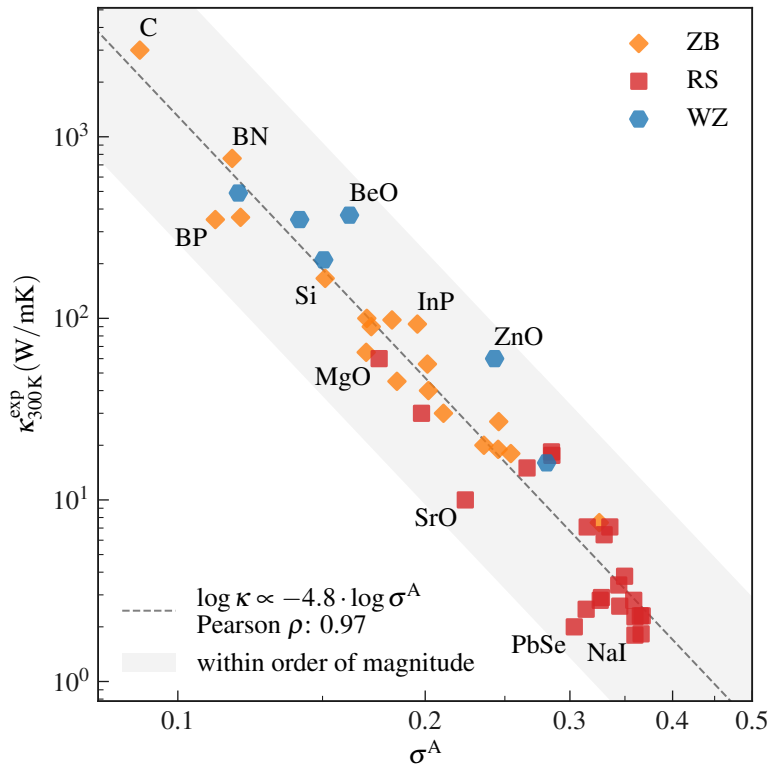 C
ZB
RS
WZ
10³
BN
BeO
BP
Si
InP
10²
ZnO
MgO
10¹
SrO
log κ ∝ −4.8 · log σᴬ
Pearson ρ: 0.97
within order of magnitude
PbSe
NaI
10⁰
0.1
0.2
0.3
0.4
0.5
σᴬ
κ^exp_300K (W/mK)